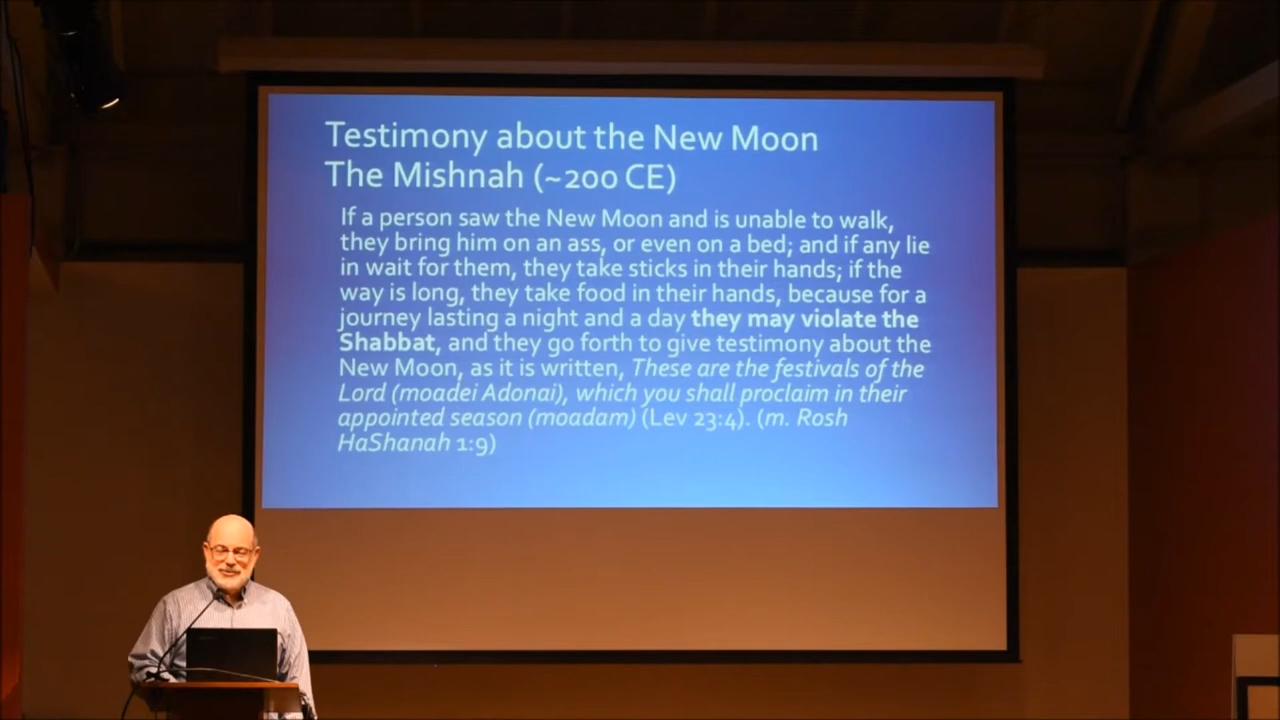 Testimony about the New Moon
The Mishnah (~200 CE)
If a person saw the New Moon and is unable to walk,
they bring him on an ass, or even on a bed; and if any lie
in wait for them, they take sticks in their hands; if the
way is long, they take food in their hands, because for a
journey lasting a night and a day they may violate the
Shabbat, and they go forth to give testimony about the
New Moon, as it is written, These are the festivals of the
Lord (moadei Adonai), which you shall proclaim in their
appointed season (moadam) (Lev 23:4). (m. Rosh
HaShanah 1:9)